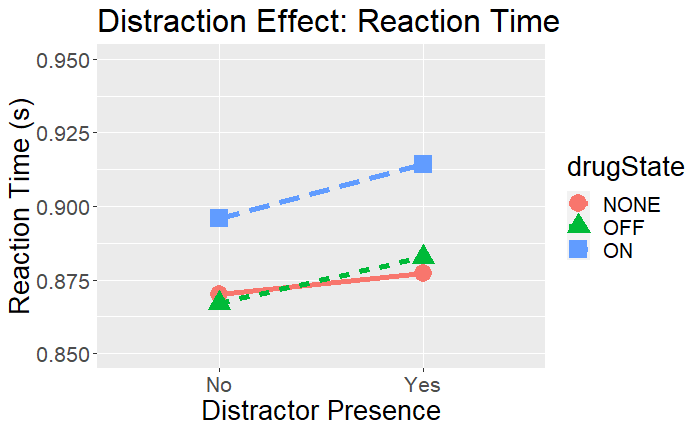 Distraction Effect: Reaction Time
Reaction Time (s)
0.950
0.925
0.900
0.875
0.850
No
Yes
Distractor Presence
drugState
NONE
OFF
ON